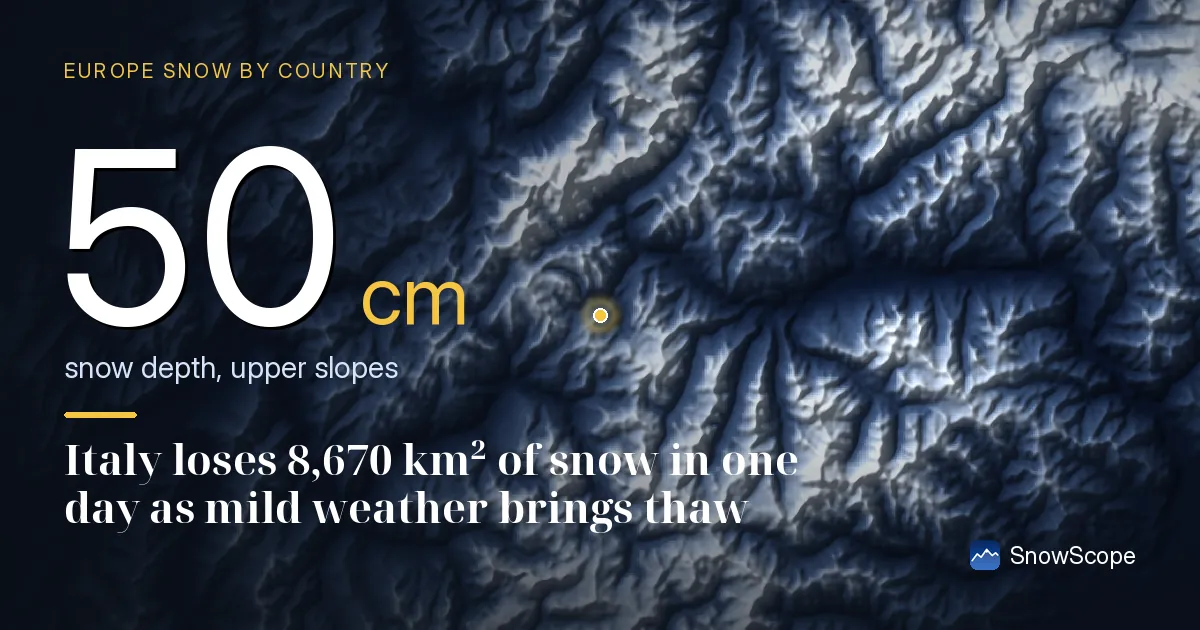 EUROPE SNOW BY COUNTRY
50 cm
snow depth, upper slopes
Italy loses 8,670 km² of snow in one
day as mild weather brings thaw
SnowScope